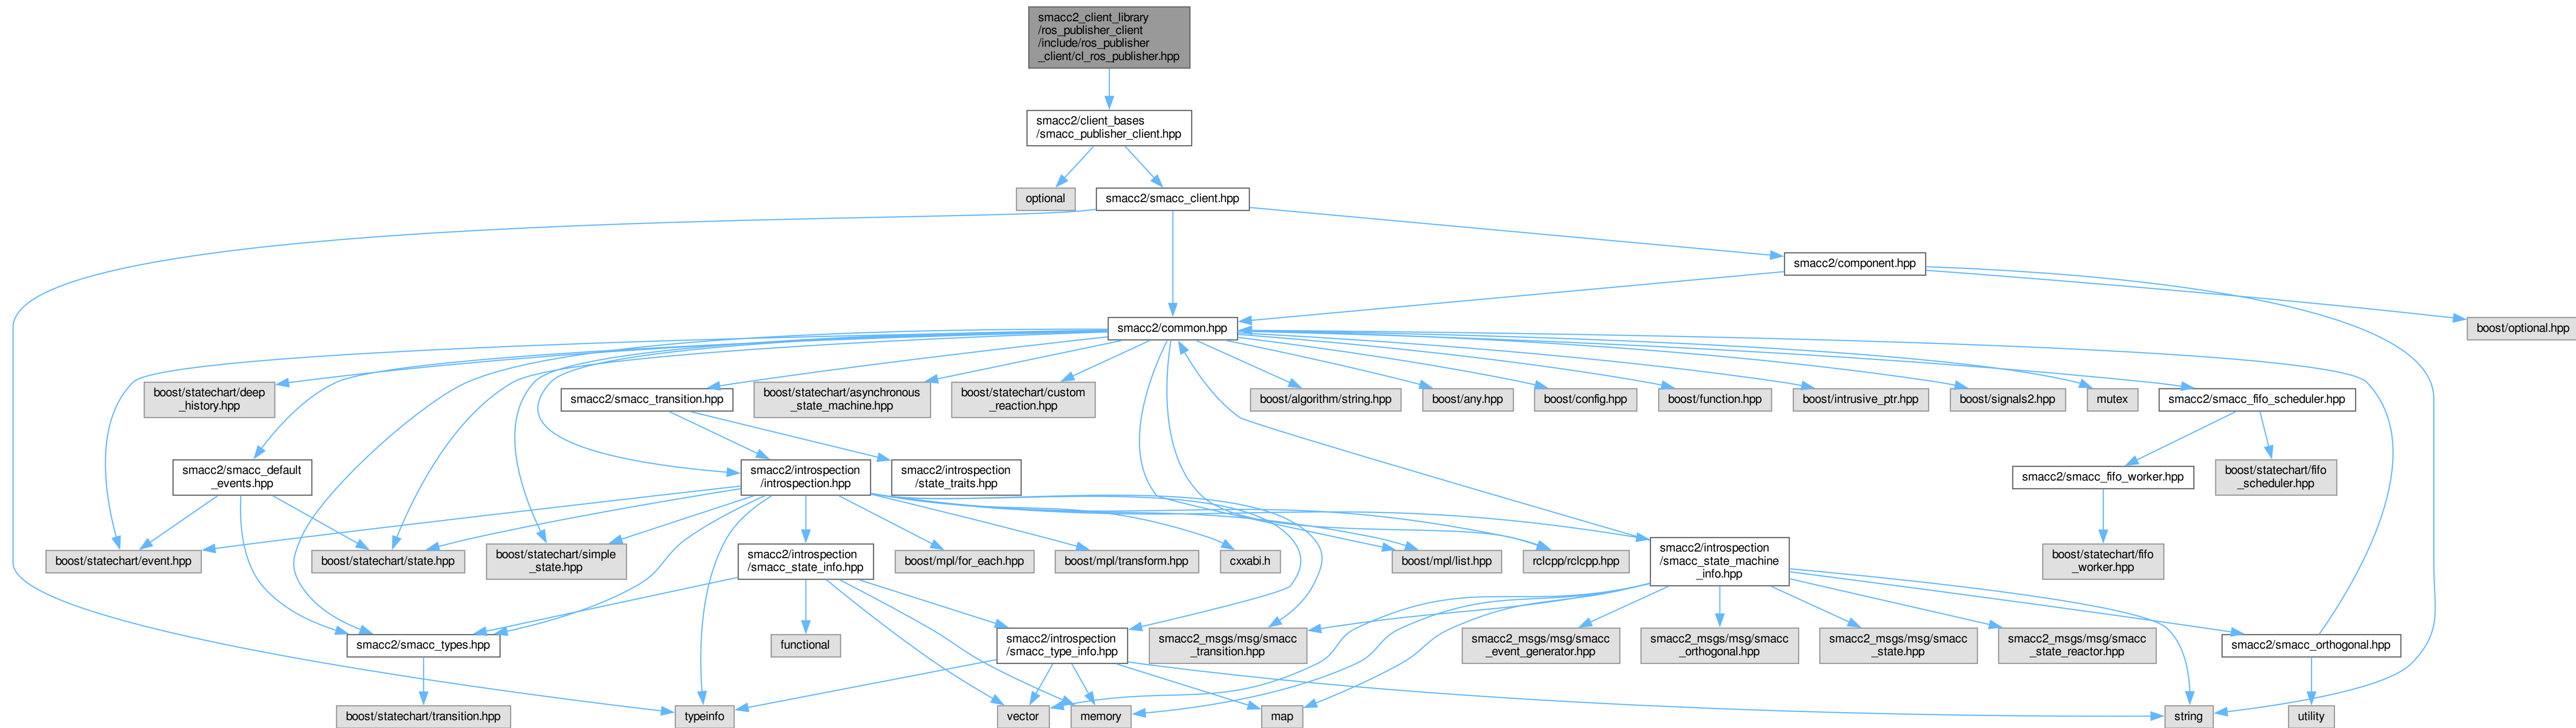 smacc2_client_library
/ros_publisher_client
/include/ros_publisher
_client/cl_ros_publisher.hpp
smacc2/client_bases
/smacc_publisher_client.hpp
optional
smacc2/smacc_client.hpp
smacc2/component.hpp
smacc2/common.hpp
boost/optional.hpp
boost/statechart/deep
_history.hpp
smacc2/smacc_transition.hpp
boost/statechart/asynchronous
_state_machine.hpp
boost/statechart/custom
_reaction.hpp
boost/algorithm/string.hpp
boost/any.hpp
boost/config.hpp
boost/function.hpp
boost/intrusive_ptr.hpp
boost/signals2.hpp
mutex
smacc2/smacc_fifo_scheduler.hpp
smacc2/smacc_default
_events.hpp
smacc2/introspection
/introspection.hpp
smacc2/introspection
/state_traits.hpp
smacc2/smacc_fifo_worker.hpp
boost/statechart/fifo
_scheduler.hpp
boost/statechart/event.hpp
boost/statechart/state.hpp
boost/statechart/simple
_state.hpp
smacc2/introspection
/smacc_state_info.hpp
boost/mpl/for_each.hpp
boost/mpl/transform.hpp
cxxabi.h
boost/mpl/list.hpp
rclcpp/rclcpp.hpp
smacc2/introspection
/smacc_state_machine
_info.hpp
boost/statechart/fifo
_worker.hpp
smacc2/smacc_types.hpp
functional
smacc2/introspection
/smacc_type_info.hpp
smacc2_msgs/msg/smacc
_transition.hpp
smacc2_msgs/msg/smacc
_event_generator.hpp
smacc2_msgs/msg/smacc
_orthogonal.hpp
smacc2_msgs/msg/smacc
_state.hpp
smacc2_msgs/msg/smacc
_state_reactor.hpp
smacc2/smacc_orthogonal.hpp
boost/statechart/transition.hpp
typeinfo
vector
memory
map
string
utility